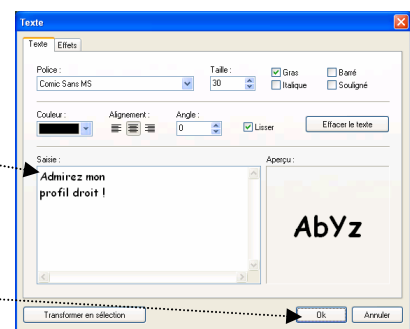 Texte
Texte Effets
Police : Taille :
Comic Sans MS 30 Gras Barré
Italique Souligné
Couleur : Alignement : Angle :
0 Lisser Effacer le texte
Saisie : Aperçu :
Admirez mon
profil droit !
AbYz
Transformer en sélection Ok Annuler